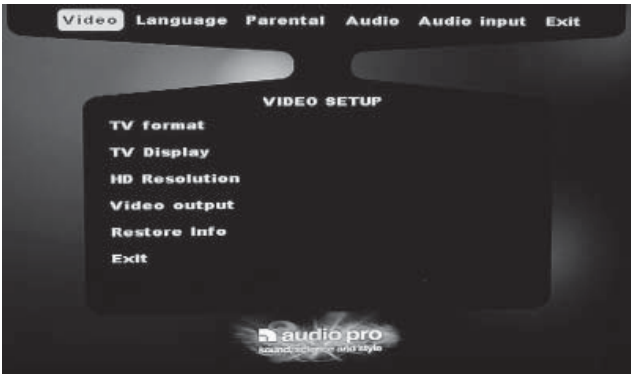 Video Language Parental Audio Audio input Exit
VIDEO SETUP
TV format
TV Display
HD Resolution
Video output
Restore Info
Exit
audio pro
sound, science and style